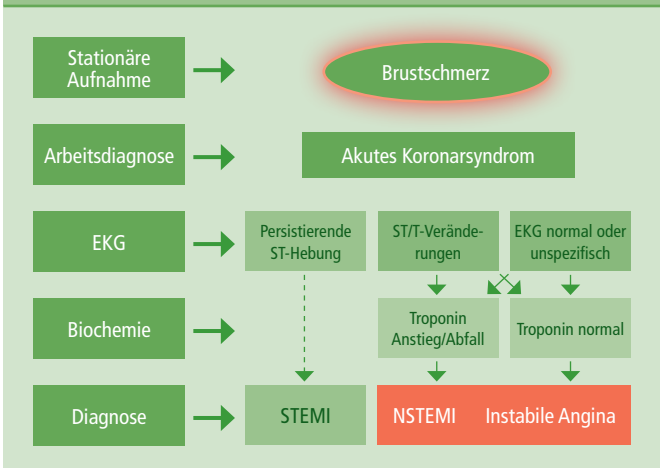 Stationäre
Aufnahme
Brustschmerz
Arbeitsdiagnose
Akutes Koronarsyndrom
EKG
Persistierende
ST-Hebung
ST/T-Verände-
rungen
EKG normal oder
unspezifisch
Biochemie
Troponin
Anstieg/Abfall
Troponin normal
Diagnose
STEMI
NSTEMI
Instabile Angina